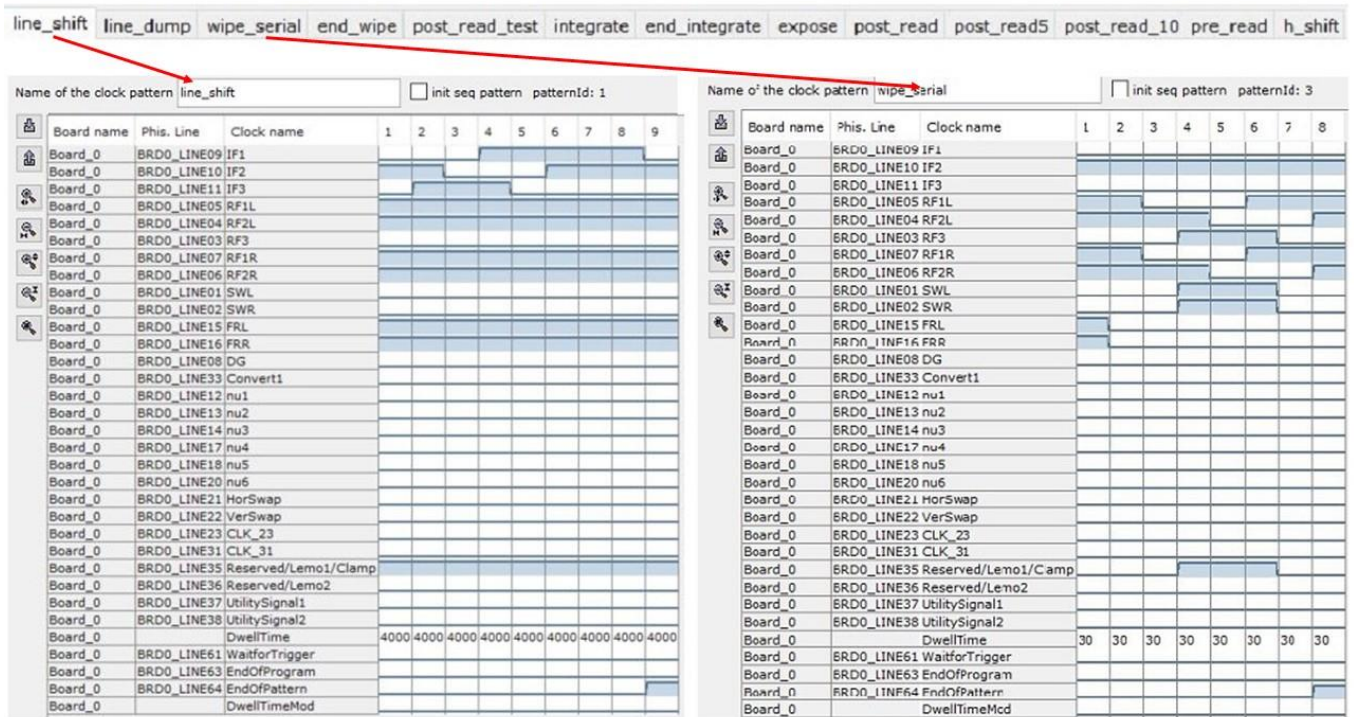 line_shift line_dump wipe_serial end_wipe post_read_test integrate end_integrate expose post_read post_read5 post_read_10 pre_read h_shift
Name of the clock pattern line_shift init seq pattern patternId: 1
Board name Phis. Line Clock name 1 2 3 4 5 6 7 8 9
Board_0 BRD0_LINE09 IF1
Board_0 BRD0_LINE10 IF2
Board_0 BRD0_LINE11 IF3
Board_0 BRD0_LINE05 RF1L
Board_0 BRD0_LINE04 RF2L
Board_0 BRD0_LINE03 RF3
Board_0 BRD0_LINE07 RF1R
Board_0 BRD0_LINE06 RF2R
Board_0 BRD0_LINE01 SWL
Board_0 BRD0_LINE02 SWR
Board_0 BRD0_LINE15 FRL
Board_0 BRD0_LINE16 FRR
Board_0 BRD0_LINE08 DG
Board_0 BRD0_LINE33 Convert1
Board_0 BRD0_LINE12 nu1
Board_0 BRD0_LINE13 nu2
Board_0 BRD0_LINE14 nu3
Board_0 BRD0_LINE17 nu4
Board_0 BRD0_LINE18 nu5
Board_0 BRD0_LINE20 nu6
Board_0 BRD0_LINE21 HorSwap
Board_0 BRD0_LINE22 VerSwap
Board_0 BRD0_LINE23 CLK_23
Board_0 BRD0_LINE31 CLK_31
Board_0 BRD0_LINE35 Reserved/Lemo1/Clamp
Board_0 BRD0_LINE36 Reserved/Lemo2
Board_0 BRD0_LINE37 UtilitySignal1
Board_0 BRD0_LINE38 UtilitySignal2
Board_0 DwellTime 4000 4000 4000 4000 4000 4000 4000 4000 4000
Board_0 BRD0_LINE61 WaitforTrigger
Board_0 BRD0_LINE63 EndOfProgram
Board_0 BRD0_LINE64 EndOfPattern
Board_0 DwellTimeMod
Name of the clock pattern wipe_serial init seq pattern patternId: 3
Board name Phis. Line Clock name 1 2 3 4 5 6 7 8
Board_0 BRD0_LINE09 IF1
Board_0 BRD0_LINE10 IF2
Board_0 BRD0_LINE11 IF3
Board_0 BRD0_LINE05 RF1L
Board_0 BRD0_LINE04 RF2L
Board_0 BRD0_LINE03 RF3
Board_0 BRD0_LINE07 RF1R
Board_0 BRD0_LINE06 RF2R
Board_0 BRD0_LINE01 SWL
Board_0 BRD0_LINE02 SWR
Board_0 BRD0_LINE15 FRL
Board_0 BRD0_LINE16 FRR
Board_0 BRD0_LINE08 DG
Board_0 BRD0_LINE33 Convert1
Board_0 BRD0_LINE12 nu1
Board_0 BRD0_LINE13 nu2
Board_0 BRD0_LINE14 nu3
Board_0 BRD0_LINE17 nu4
Board_0 BRD0_LINE18 nu5
Board_0 BRD0_LINE20 nu6
Board_0 BRD0_LINE21 HorSwap
Board_0 BRD0_LINE22 VerSwap
Board_0 BRD0_LINE23 CLK_23
Board_0 BRD0_LINE31 CLK_31
Board_0 BRD0_LINE35 Reserved/Lemo1/Clamp
Board_0 BRD0_LINE36 Reserved/Lemo2
Board_0 BRD0_LINE37 UtilitySignal1
Board_0 BRD0_LINE38 UtilitySignal2
Board_0 DwellTime 30 30 30 30 30 30 30 30
Board_0 BRD0_LINE61 WaitforTrigger
Board_0 BRD0_LINE63 EndOfProgram
Board_0 BRD0_LINE64 EndOfPattern
Board_0 DwellTimeMod